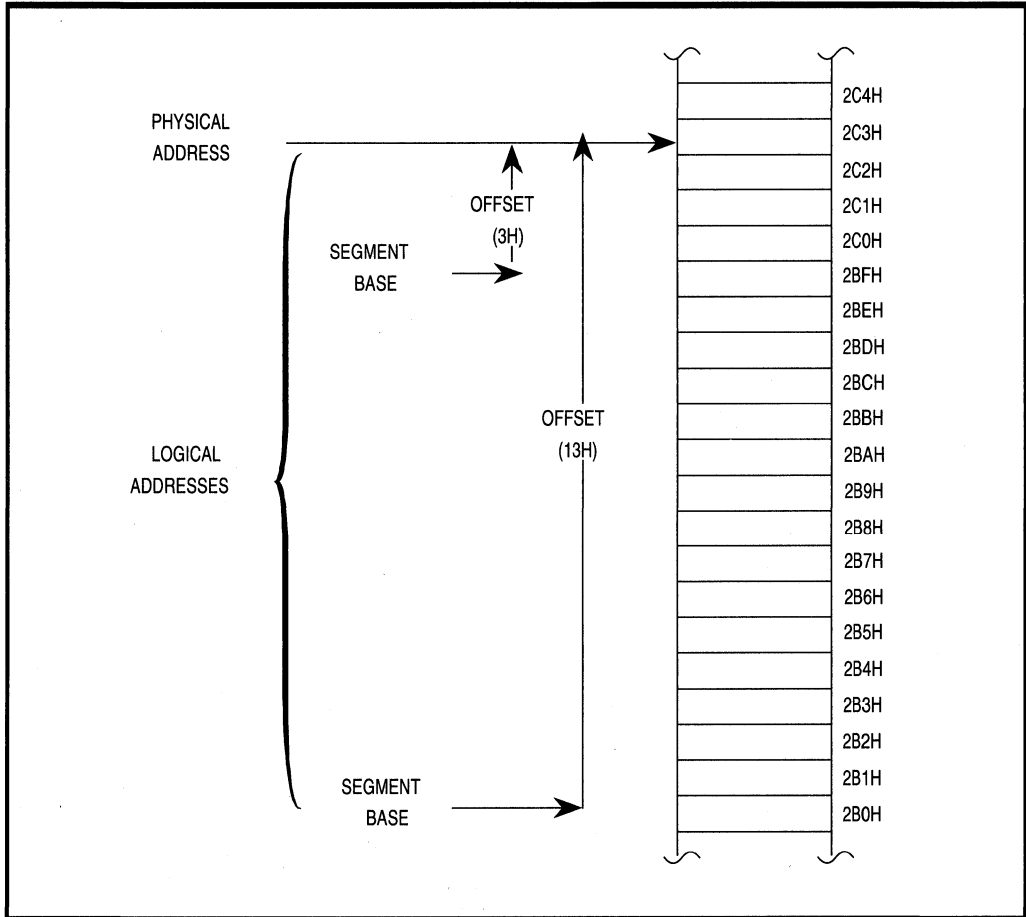 PHYSICAL
ADDRESS
OFFSET
(3H)
SEGMENT
BASE
OFFSET
(13H)
LOGICAL
ADDRESSES
SEGMENT
BASE
2C4H
2C3H
2C2H
2C1H
2C0H
2BFH
2BEH
2BDH
2BCH
2BBH
2BAH
2B9H
2B8H
2B7H
2B6H
2B5H
2B4H
2B3H
2B2H
2B1H
2B0H